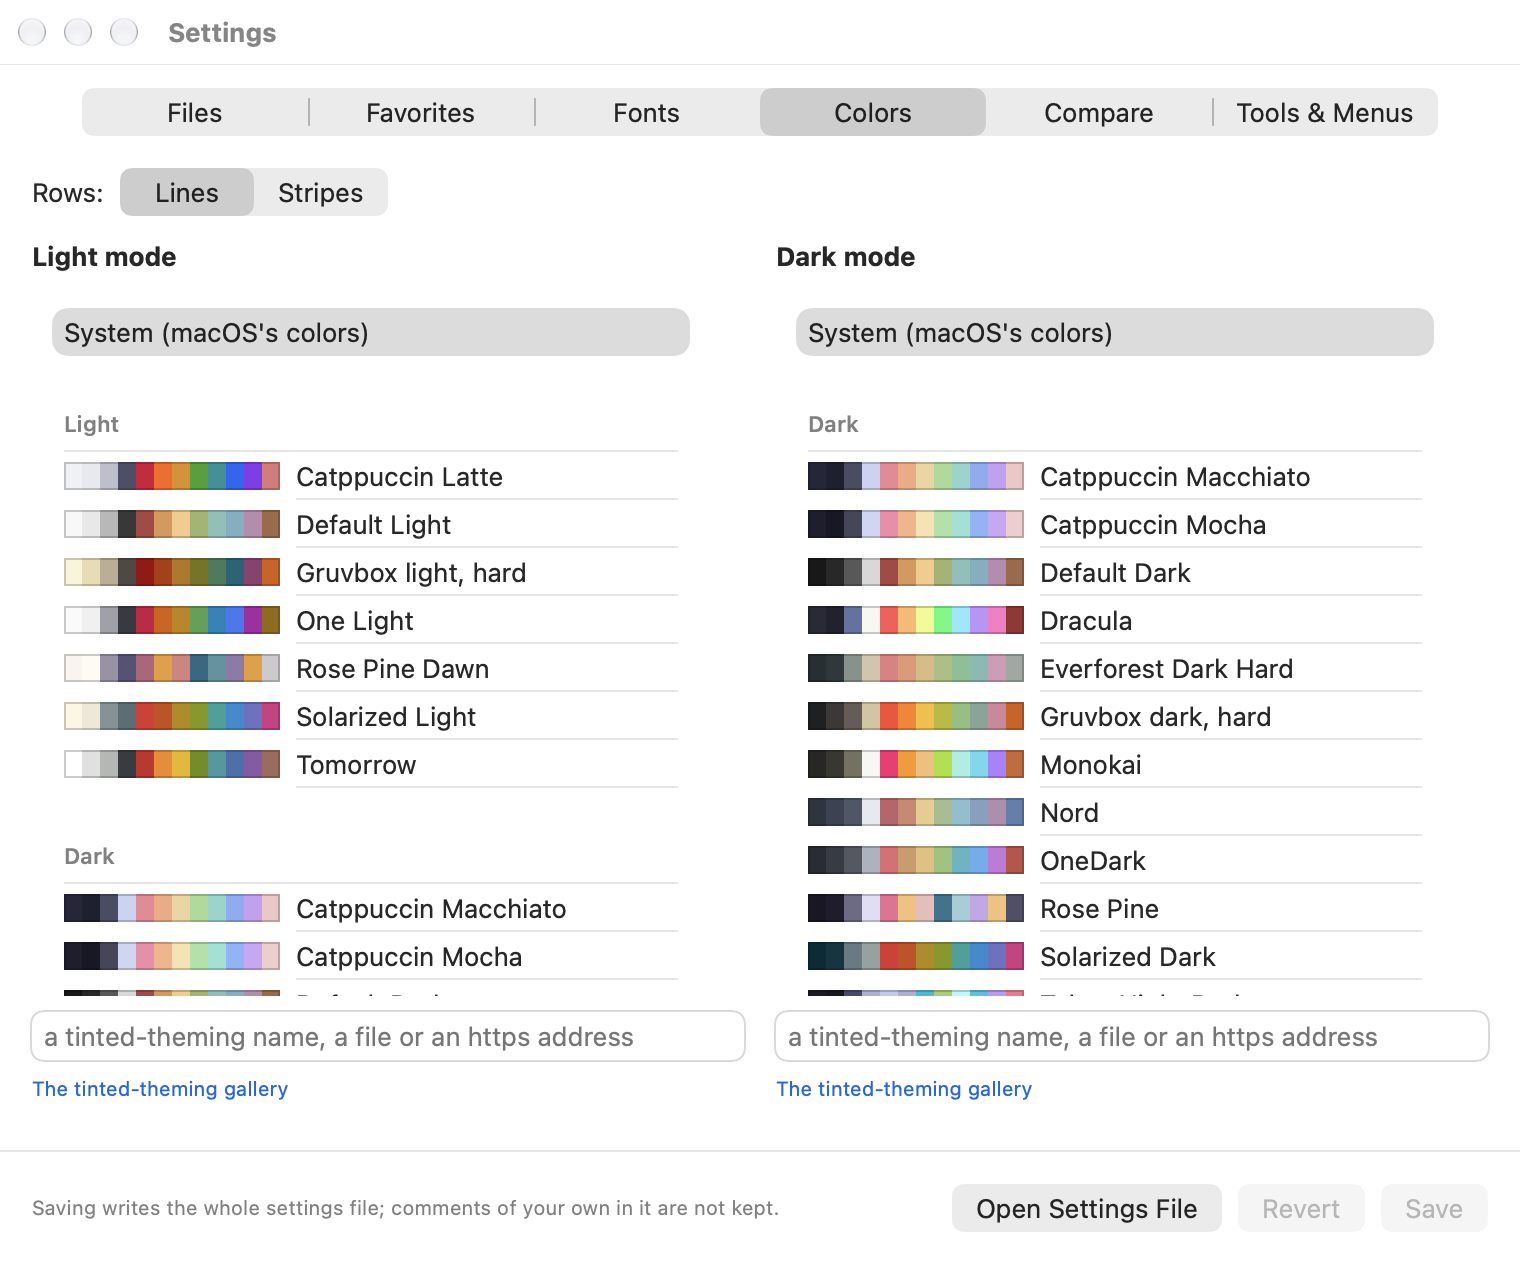 Settings
Files
Favorites
Fonts
Colors
Compare
Tools & Menus
Rows:
Lines
Stripes
Light mode
System (macOS's colors)
Light
Catppuccin Latte
Default Light
Gruvbox light, hard
One Light
Rose Pine Dawn
Solarized Light
Tomorrow
Dark
Catppuccin Macchiato
Catppuccin Mocha
a tinted-theming name, a file or an https address
The tinted-theming gallery
Dark mode
System (macOS's colors)
Dark
Catppuccin Macchiato
Catppuccin Mocha
Default Dark
Dracula
Everforest Dark Hard
Gruvbox dark, hard
Monokai
Nord
OneDark
Rose Pine
Solarized Dark
a tinted-theming name, a file or an https address
The tinted-theming gallery
Saving writes the whole settings file; comments of your own in it are not kept.
Open Settings File
Revert
Save